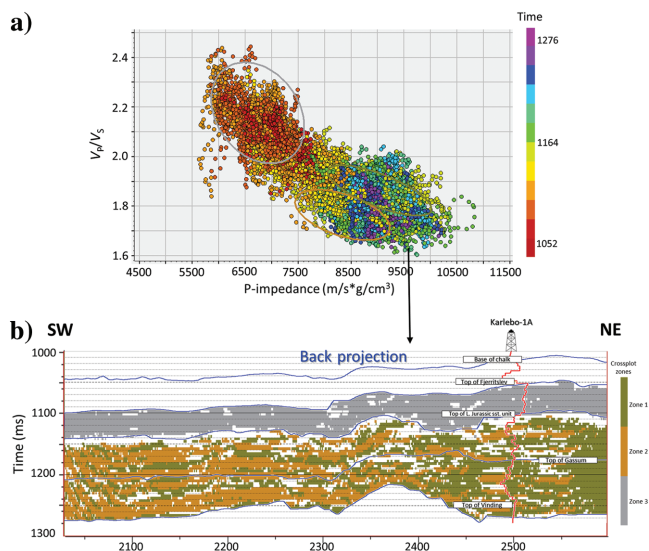 a)
Time
2.4
2.2
2.0
1.8
1.6
VP/VS
4500 5500 6500 7500 8500 9500 10500 11500
P-impedance (m/s*g/cm³)
1276
1164
1052
b)
SW
Karlebo-1A
NE
Back projection
Base of chalk
Top of Fjerritslev
Top of L. Jurassic sst. unit
Top of Gassum
Top of Vinding
1000
1100
1200
1300
Time (ms)
2100 2200 2300 2400 2500
Crossplot
zones
Zone 1
Zone 2
Zone 3